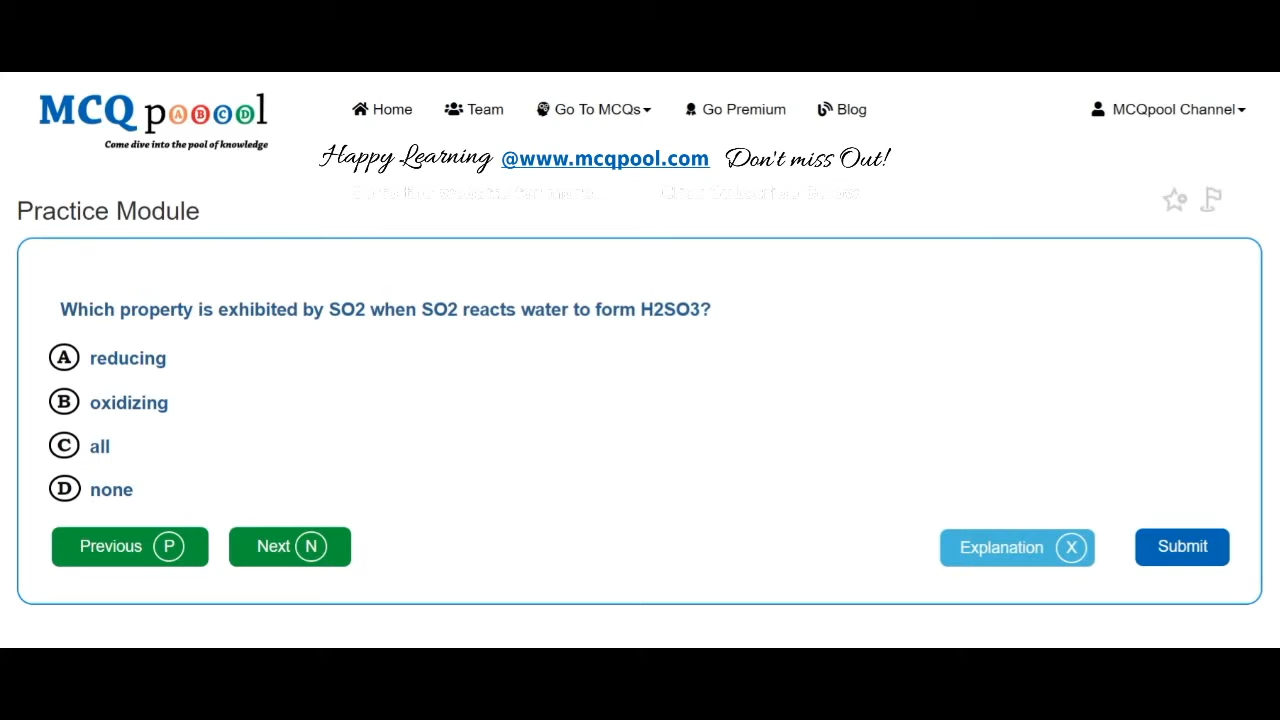 MCQ pooool
Come dive into the pool of knowledge
Home Team Go To MCQs Go Premium Blog MCQpool Channel
Happy Learning @www.mcqpool.com Don't miss Out!
Practice Module
Which property is exhibited by SO2 when SO2 reacts water to form H2SO3?
A reducing
B oxidizing
C all
D none
Previous P Next N Explanation X Submit